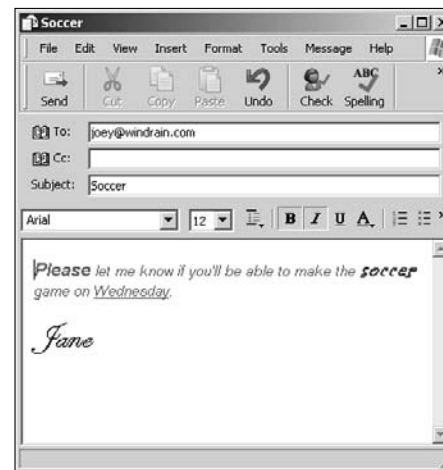 Soccer
File Edit View Insert Format Tools Message Help
Send Cut Copy Paste Undo Check Spelling
ABC
To: joey@windrain.com
Cc:
Subject: Soccer
Arial 12 B I U A
Please let me know if you'll be able to make the soccer
game on Wednesday.
Jane